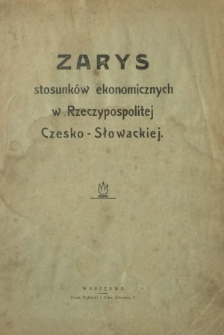 ZARYS
stosunków ekonomicznych
w Rzeczypospolitej
Czesko-Słowackiej.
WARSZAWA.